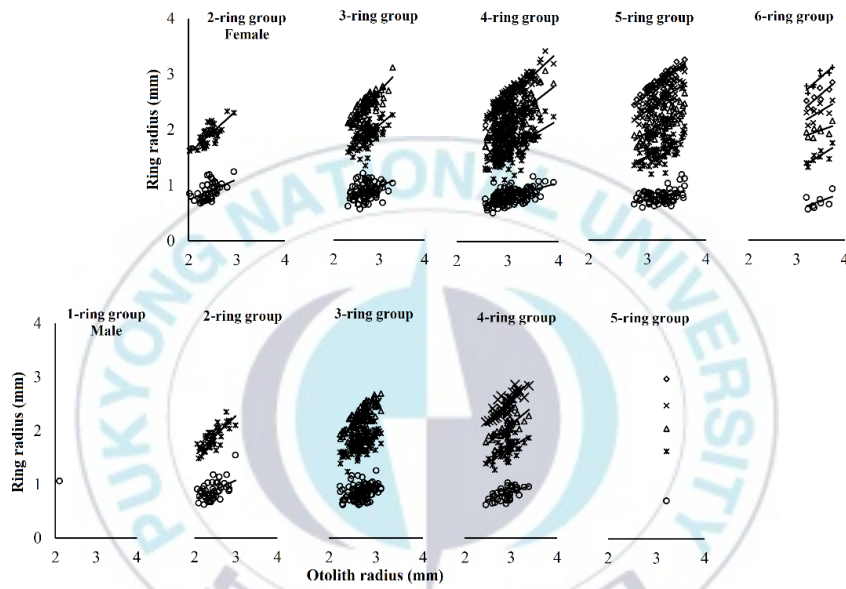 2-ring group
Female
3-ring group
4-ring group
5-ring group
6-ring group
Ring radius (mm)
4
3
2
1
0
2 3 4 2 3 4 2 3 4 2 3 4 2 3 4
1-ring group
Male
2-ring group
3-ring group
4-ring group
5-ring group
Ring radius (mm)
4
3
2
1
0
2 3 4 2 3 4 2 3 4 2 3 4 2 3 4
Otolith radius (mm)
PUKYONG NATIONAL UNIVERSITY